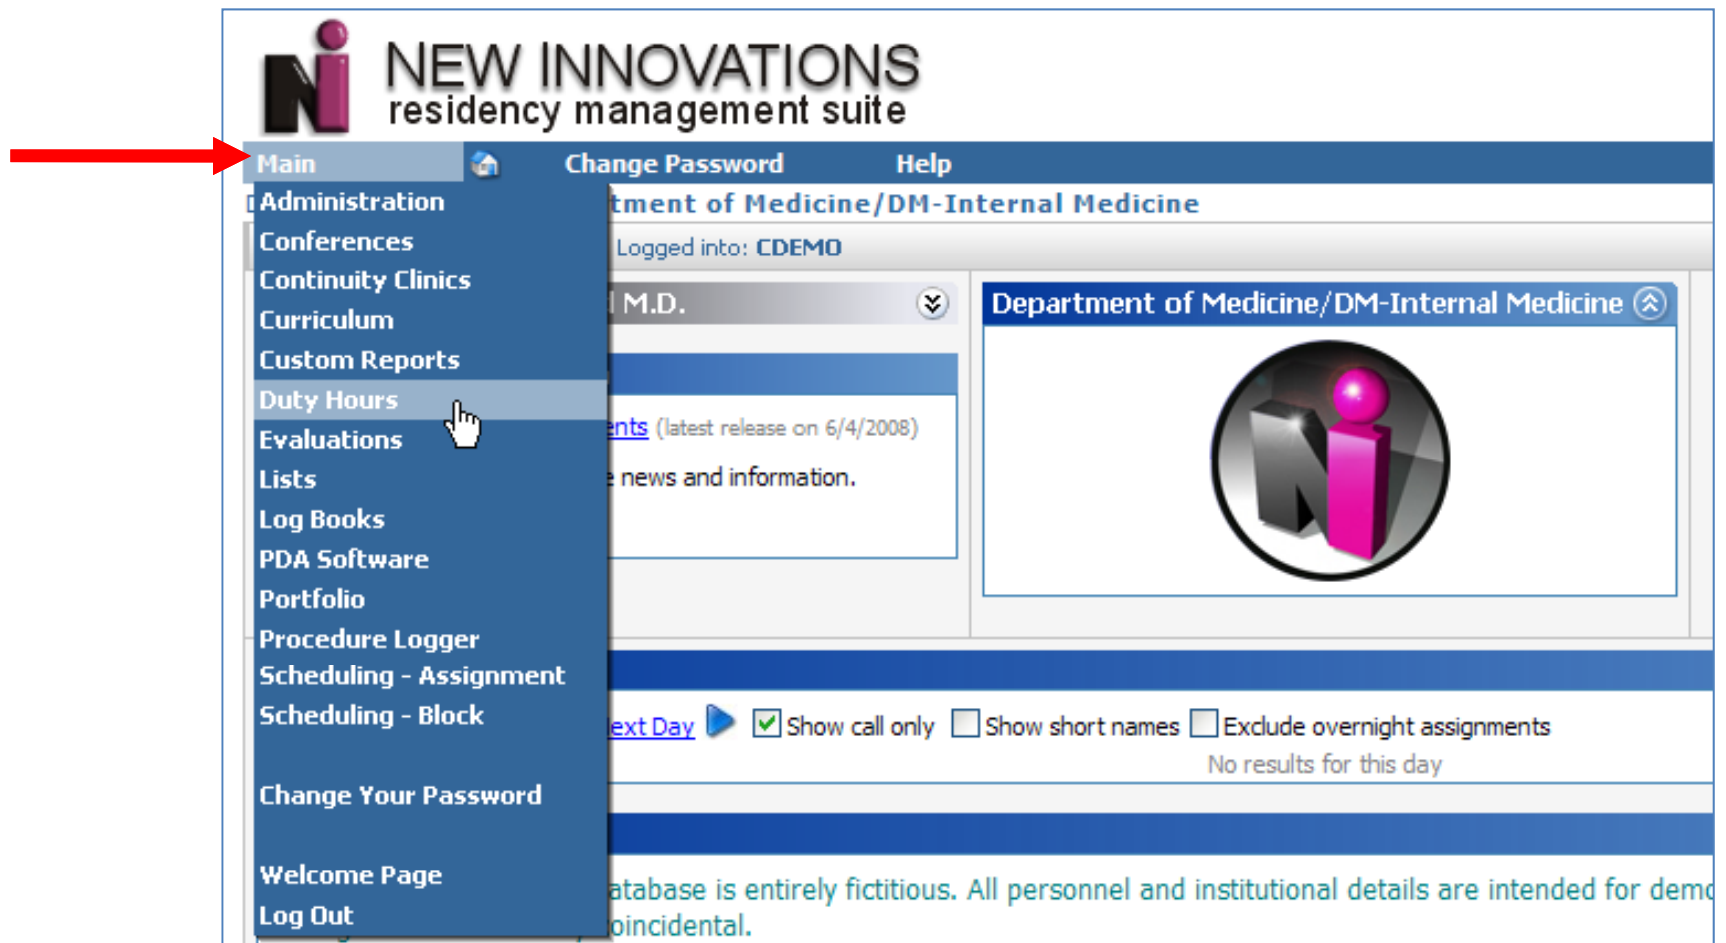 NEW INNOVATIONS
residency management suite
Main Change Password Help
Administration
Conferences
Continuity Clinics
Curriculum
Custom Reports
Duty Hours
Evaluations
Lists
Log Books
PDA Software
Portfolio
Procedure Logger
Scheduling - Assignment
Scheduling - Block
Change Your Password
Welcome Page
Log Out
tment of Medicine/DM-Internal Medicine
Logged into: CDEMO
M.D.
Department of Medicine/DM-Internal Medicine
ents (latest release on 6/4/2008)
e news and information.
ext Day Show call only Show short names Exclude overnight assignments
No results for this day
atabase is entirely fictitious. All personnel and institutional details are intended for demo
oincidental.